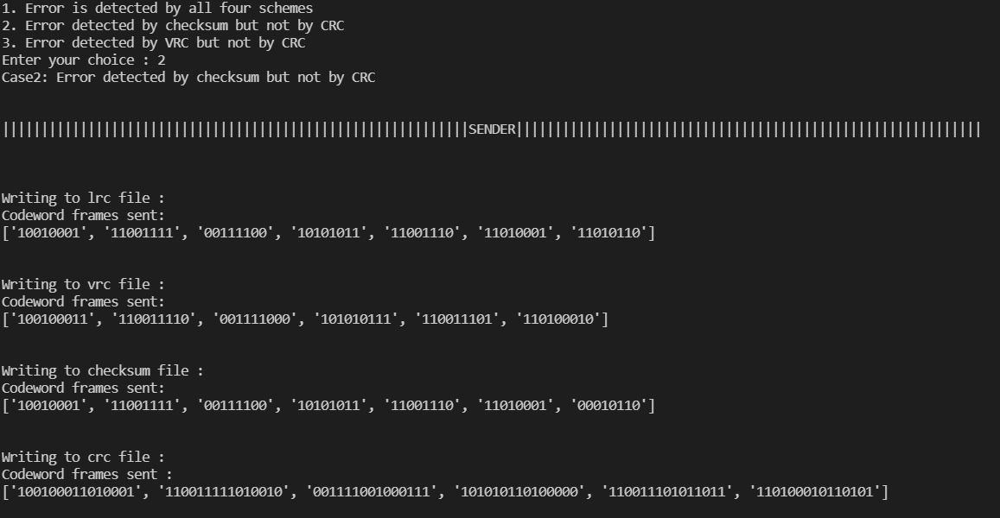 1. Error is detected by all four schemes
2. Error detected by checksum but not by CRC
3. Error detected by VRC but not by CRC
Enter your choice : 2
Case2: Error detected by checksum but not by CRC
||||||||||||||||||||||||||||||||||||||||||||||||||||||||||||SENDER||||||||||||||||||||||||||||||||||||||||||||||||||||||||||||
Writing to lrc file :
Codeword frames sent:
['10010001', '11001111', '00111100', '10101011', '11001110', '11010001', '11010110']
Writing to vrc file :
Codeword frames sent:
['100100011', '110011110', '001111000', '101010111', '110011101', '110100010']
Writing to checksum file :
Codeword frames sent:
['10010001', '11001111', '00111100', '10101011', '11001110', '11010001', '00010110']
Writing to crc file :
Codeword frames sent :
['100100011010001', '110011111010010', '001111001000111', '101010110100000', '110011101011011', '110100010110101']